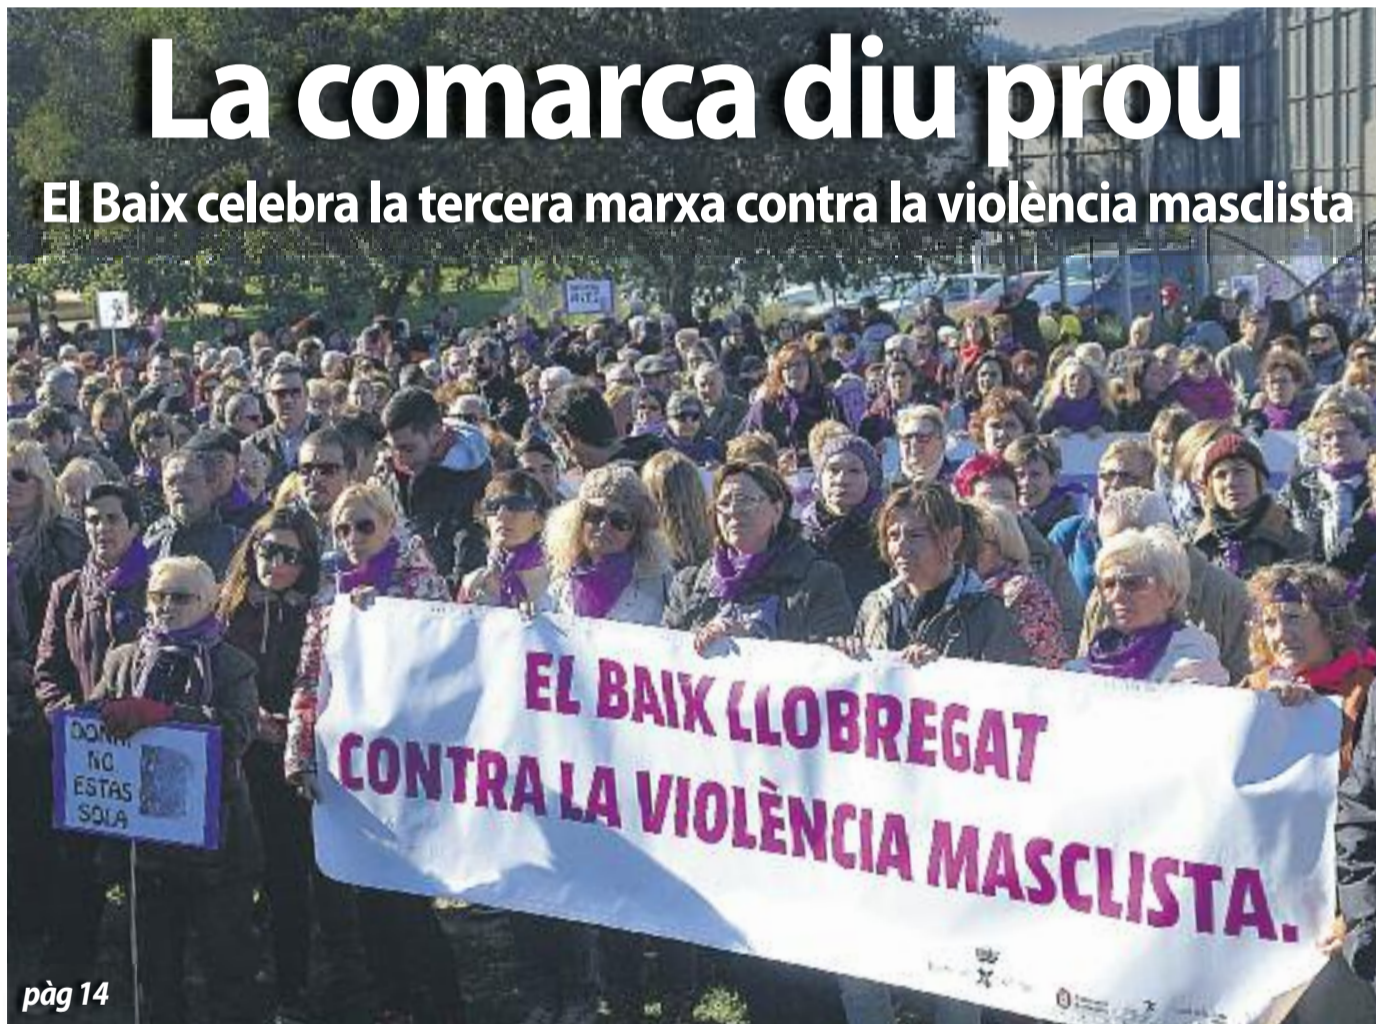 La comarca diu prou
El Baix celebra la tercera marxa contra la violència masclista
EL BAIX LLOBREGAT
CONTRA LA VIOLÈNCIA MASCLISTA.
DONA
NO
ESTAS
SOLA
pàg 14